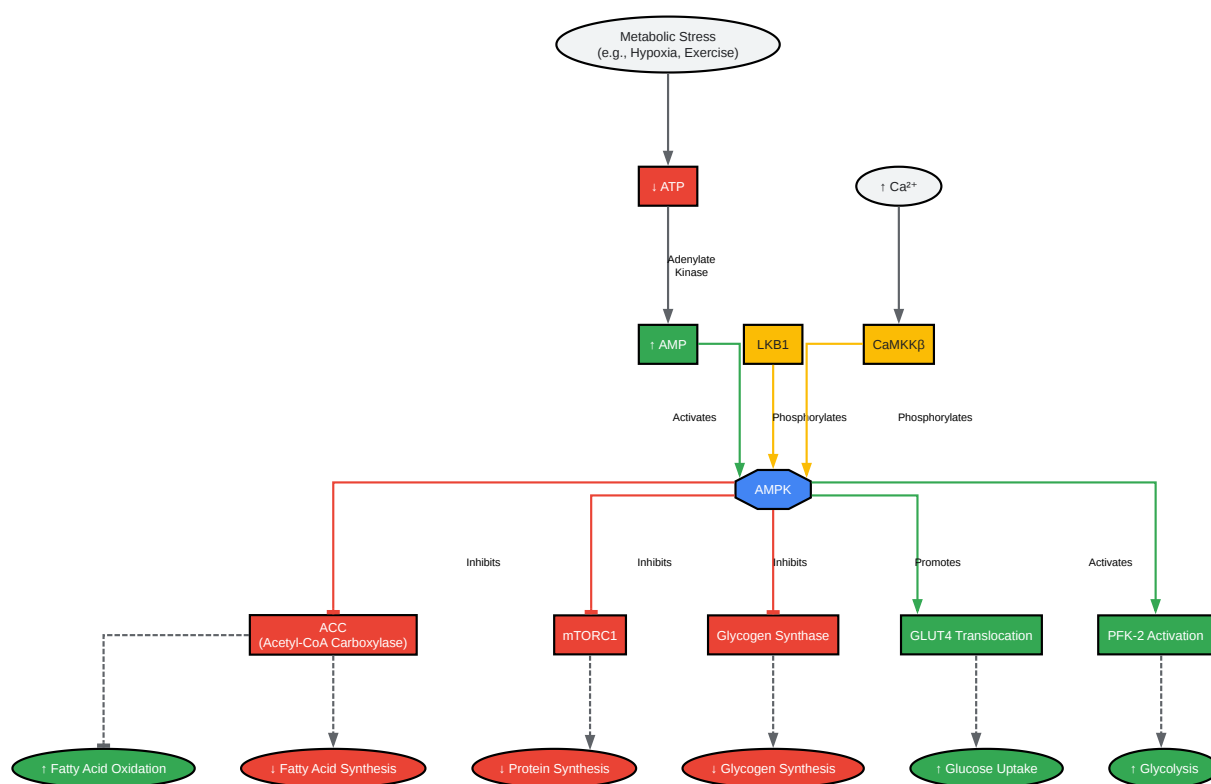 Metabolic Stress
(e.g., Hypoxia, Exercise)
↓ ATP
↑ Ca²⁺
Adenylate
Kinase
↑ AMP
LKB1
CaMKKβ
Activates
Phosphorylates
Phosphorylates
AMPK
Inhibits
Inhibits
Inhibits
Promotes
Activates
ACC
(Acetyl-CoA Carboxylase)
mTORC1
Glycogen Synthase
GLUT4 Translocation
PFK-2 Activation
↑ Fatty Acid Oxidation
↓ Fatty Acid Synthesis
↓ Protein Synthesis
↓ Glycogen Synthesis
↑ Glucose Uptake
↑ Glycolysis